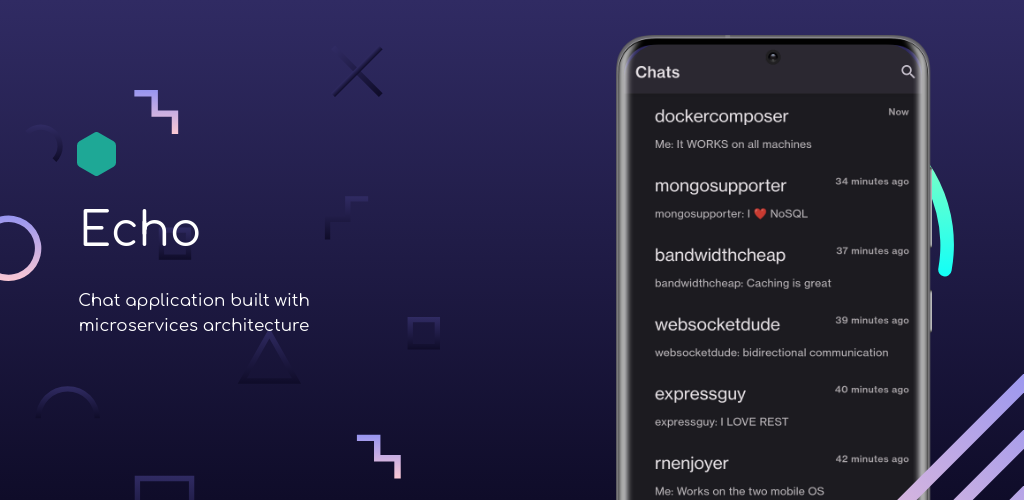 Echo
Chat application built with
microservices architecture
Chats
dockercomposer Now
Me: It WORKS on all machines
mongosupporter 34 minutes ago
mongosupporter: I ❤️ NoSQL
bandwidthcheap 37 minutes ago
bandwidthcheap: Caching is great
websocketdude 39 minutes ago
websocketdude: bidirectional communication
expressguy 40 minutes ago
expressguy: I LOVE REST
rnenjoyer 42 minutes ago
Me: Works on the two mobile OS